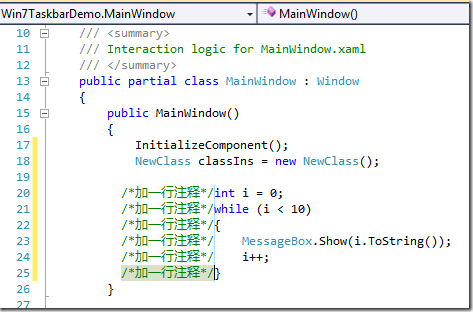 Win7TaskbarDemo.MainWindow MainWindow()
10 /// <summary>
11 /// Interaction logic for MainWindow.xaml
12 /// </summary>
13 public partial class MainWindow : Window
14 {
15 public MainWindow()
16 {
17 InitializeComponent();
18 NewClass classIns = new NewClass();
19
20 /*加一行注释*/int i = 0;
21 /*加一行注释*/while (i < 10)
22 /*加一行注释*/{
23 /*加一行注释*/ MessageBox.Show(i.ToString());
24 /*加一行注释*/ i++;
25 /*加一行注释*/}
26 }
27